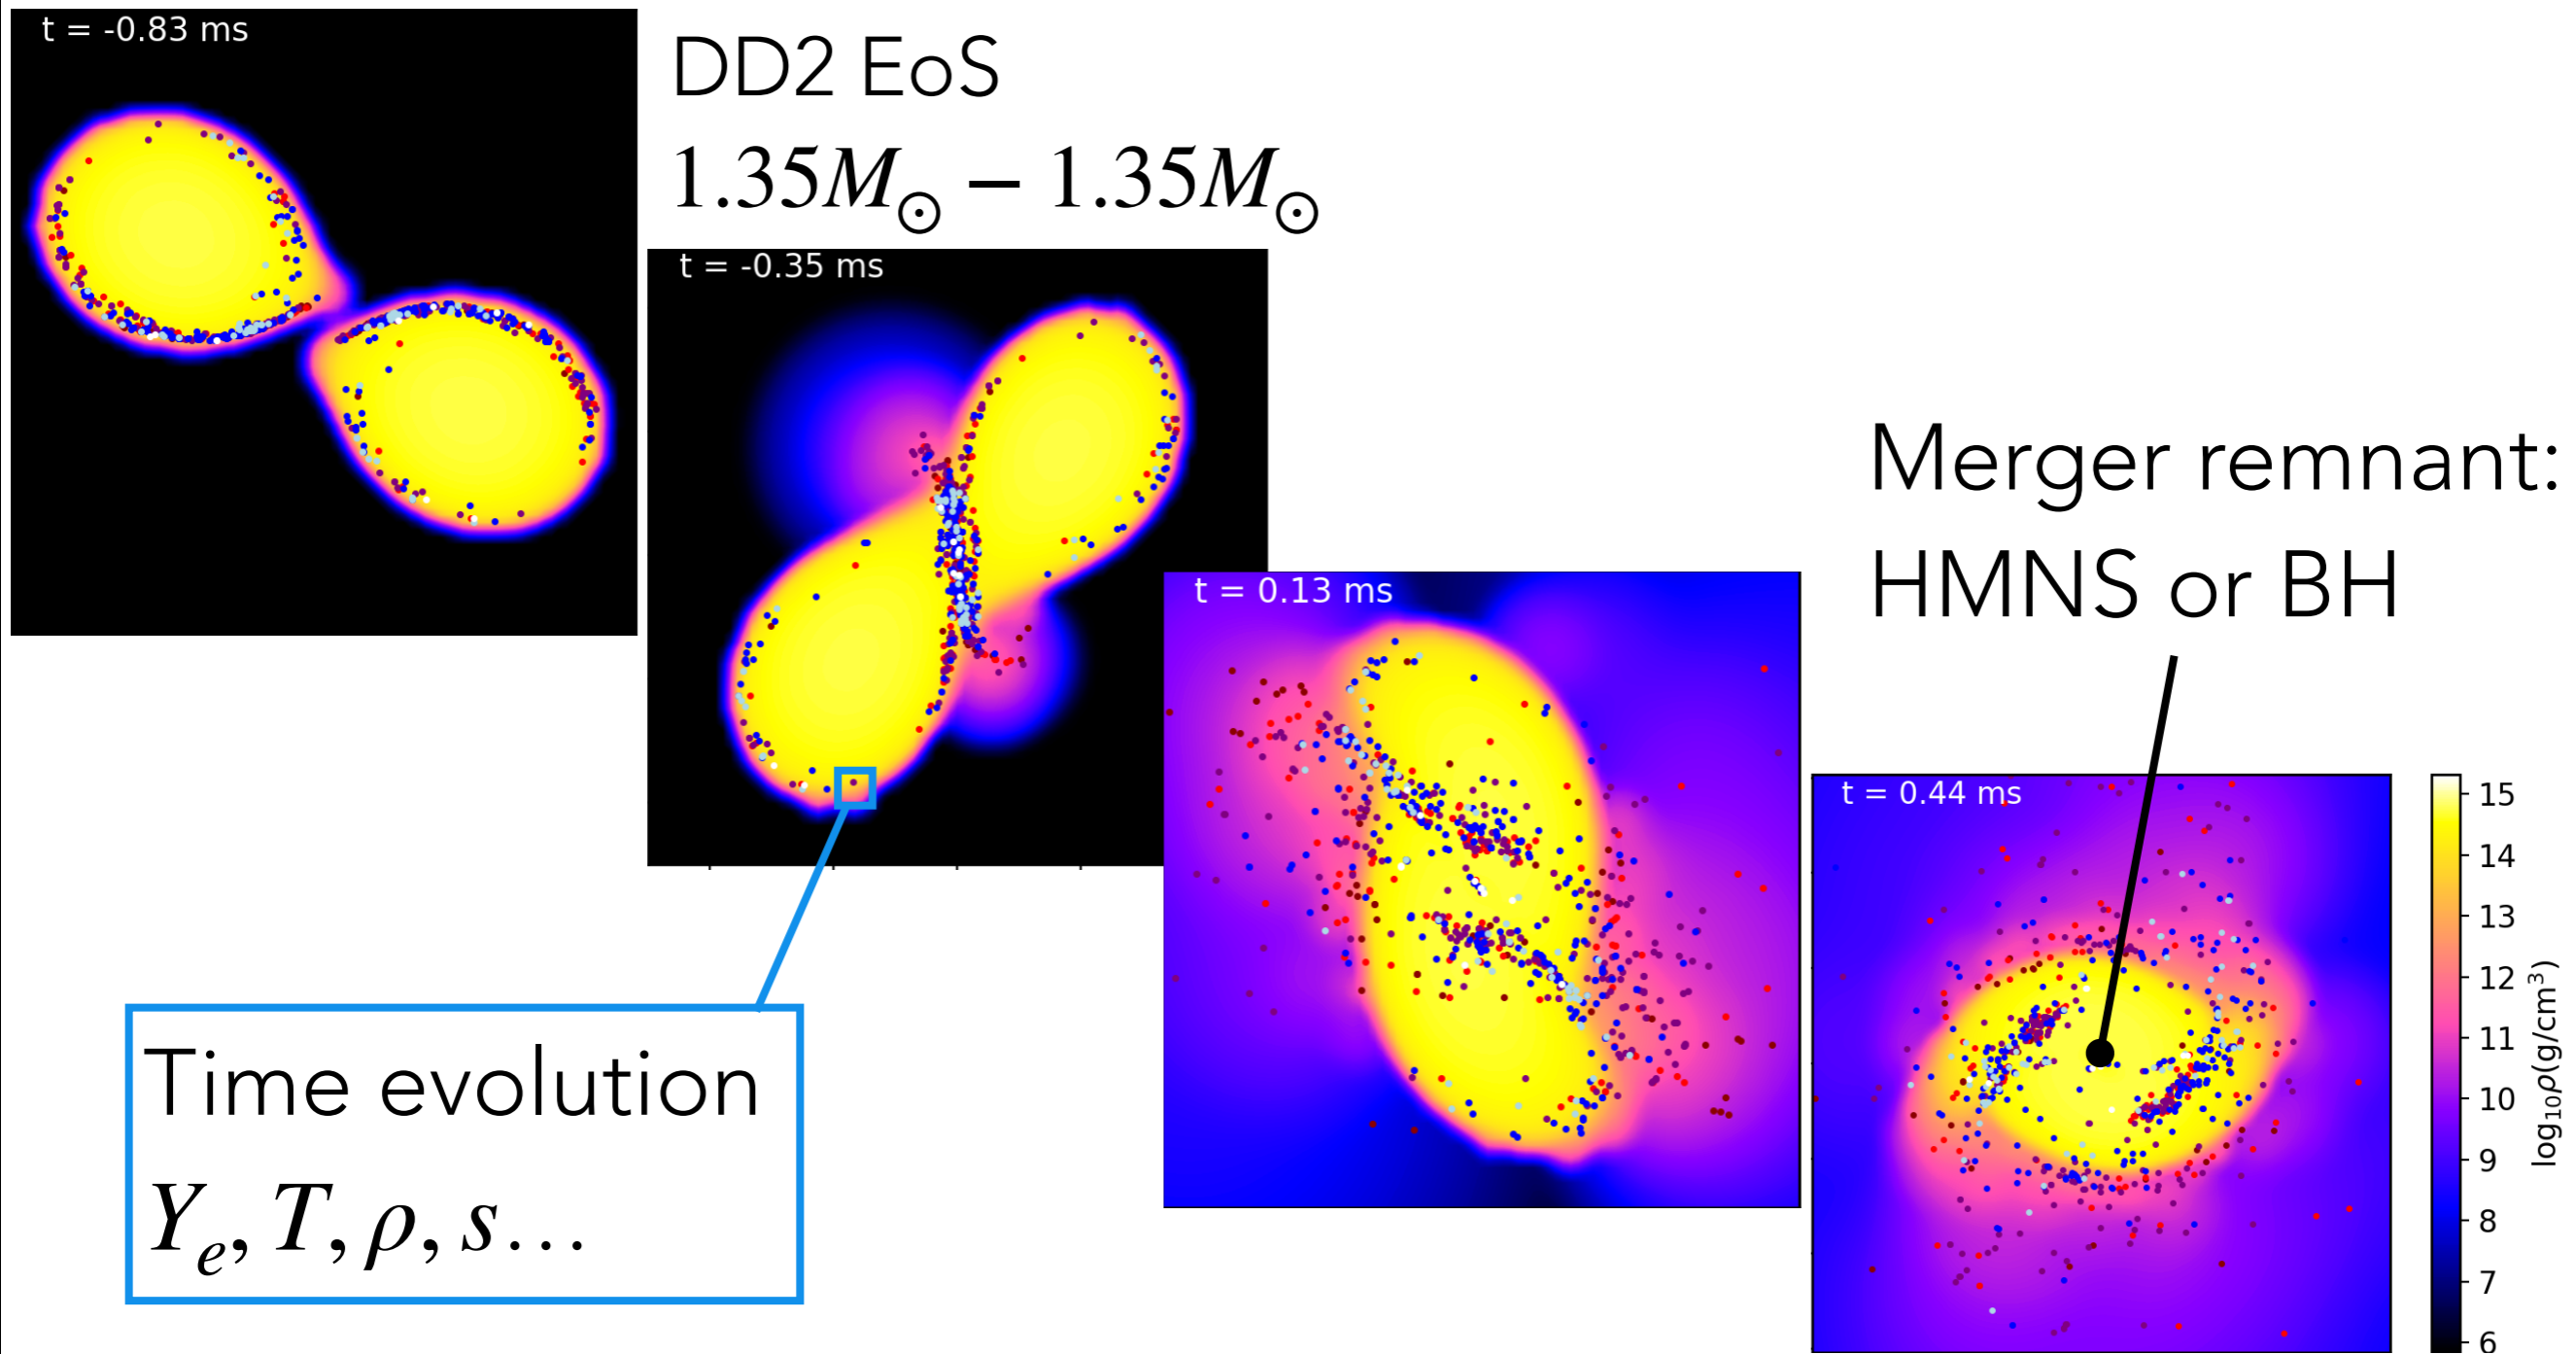 t = -0.83 ms
DD2 EoS
1.35M⊙ − 1.35M⊙
t = -0.35 ms
Merger remnant:
HMNS or BH
t = 0.13 ms
t = 0.44 ms
15
14
13
12
11
10
9
8
7
6
log₁₀ρ(g/cm³)
Time evolution
Yₑ, T, ρ, s…